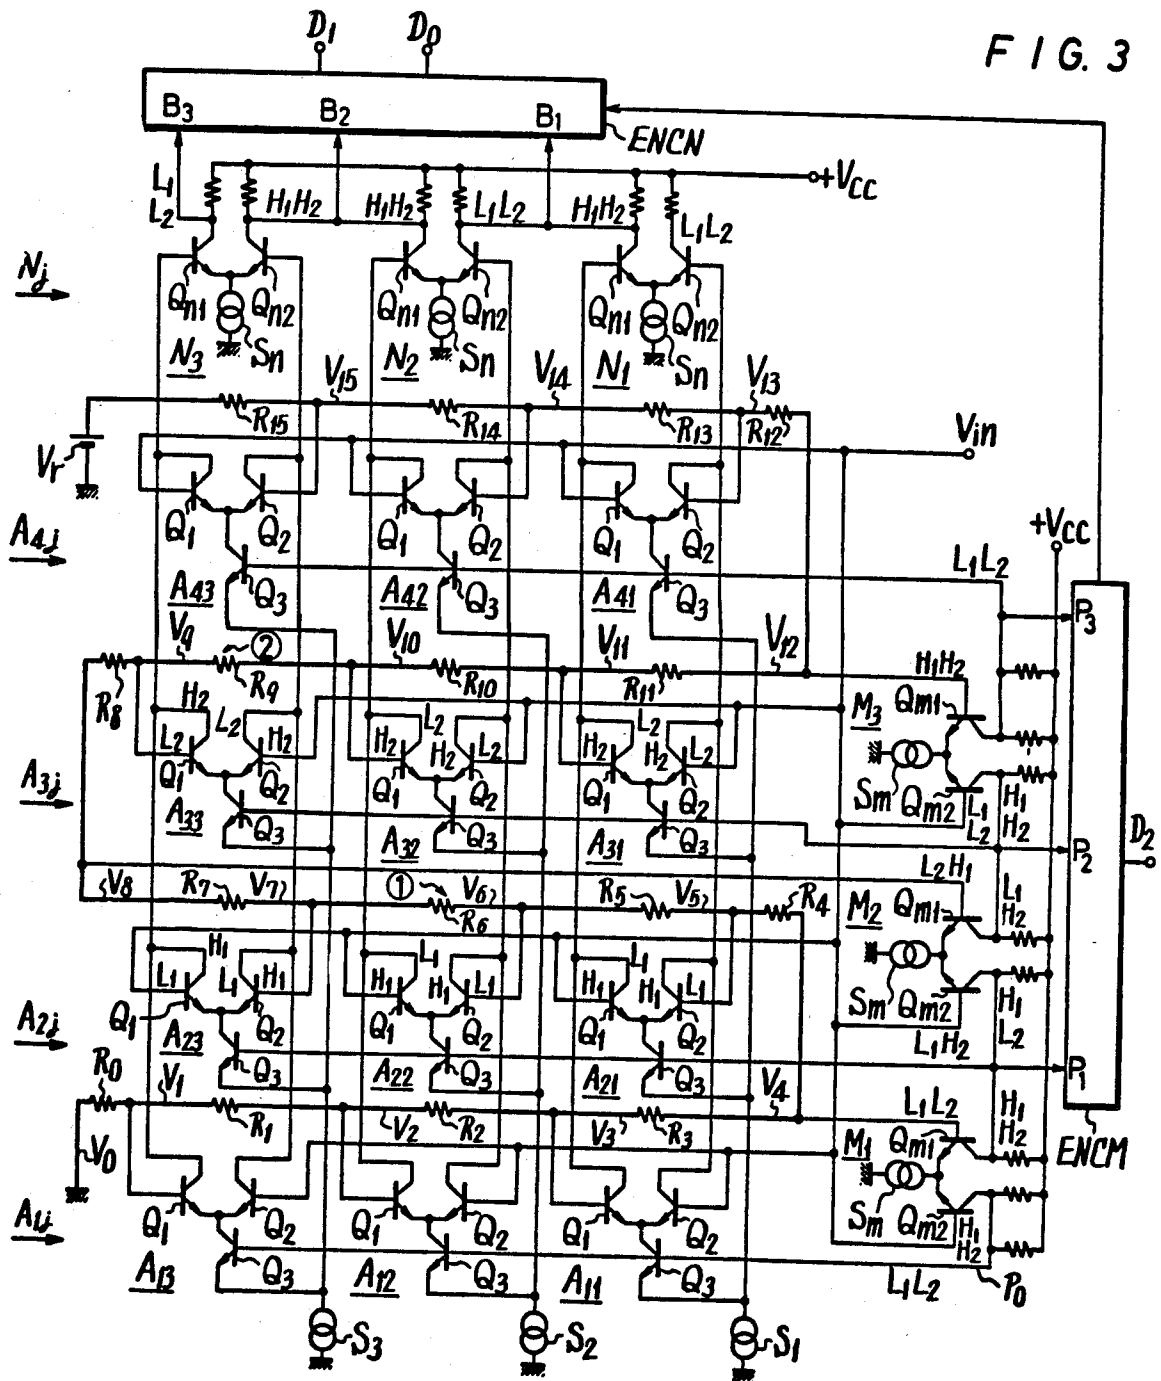 FIG. 3
D1 D0
B3 B2 B1
ENCN
+VCC
L1 H1H2 H1H2 L1L2 H1H2 L1L2
L2
Nj
Qn1 Qn2 Qn1 Qn2 Qn1 Qn2
N3 Sn N2 Sn N1 Sn
V15 V14 V13
R15 R14 R13 R12
Vr Vin
Q1 Q2 Q1 Q2 Q1 Q2
A4j +VCC
L1L2
A43 Q3 A42 Q3 A41 Q3
P3
V9 ② V10 V11 V12
R8 R9 R10 R11
H1H2
M3 Qm1
H2 L2 L2 L2
L2 H2 H2 H2 L2 H2 H2 L2
Q1 Q2 Q1 Q2 Q1 Q2
Sm Qm2 L1 H1
L2 H2
A3j
A33 Q3 A32 Q3 A31 Q3
P2 D2
L2H1
V8 R7 V7 ① V6 R5 V5 R4
R6
M2 Qm1 L1
H2
H1 L1 L1
L1 L1 H1 H1 H1 L1 H1 H1 L1
Sm Qm2 H1
L1H2 L2
Q1 Q2 Q1 Q2 Q1 Q2
A2j
A23 Q3 A22 Q3 A21 Q3
P1
R0 V1 V4
R1 V2 R2 V3 R3
L1L2 H1
H2
V0
M1 Qm1
ENCM
Sm Qm2 H1
H2
Q1 Q2 Q1 Q2 Q1 Q2
A1j
A13 Q3 A12 Q3 A11 Q3
L1L2 P0
S3 S2 S1